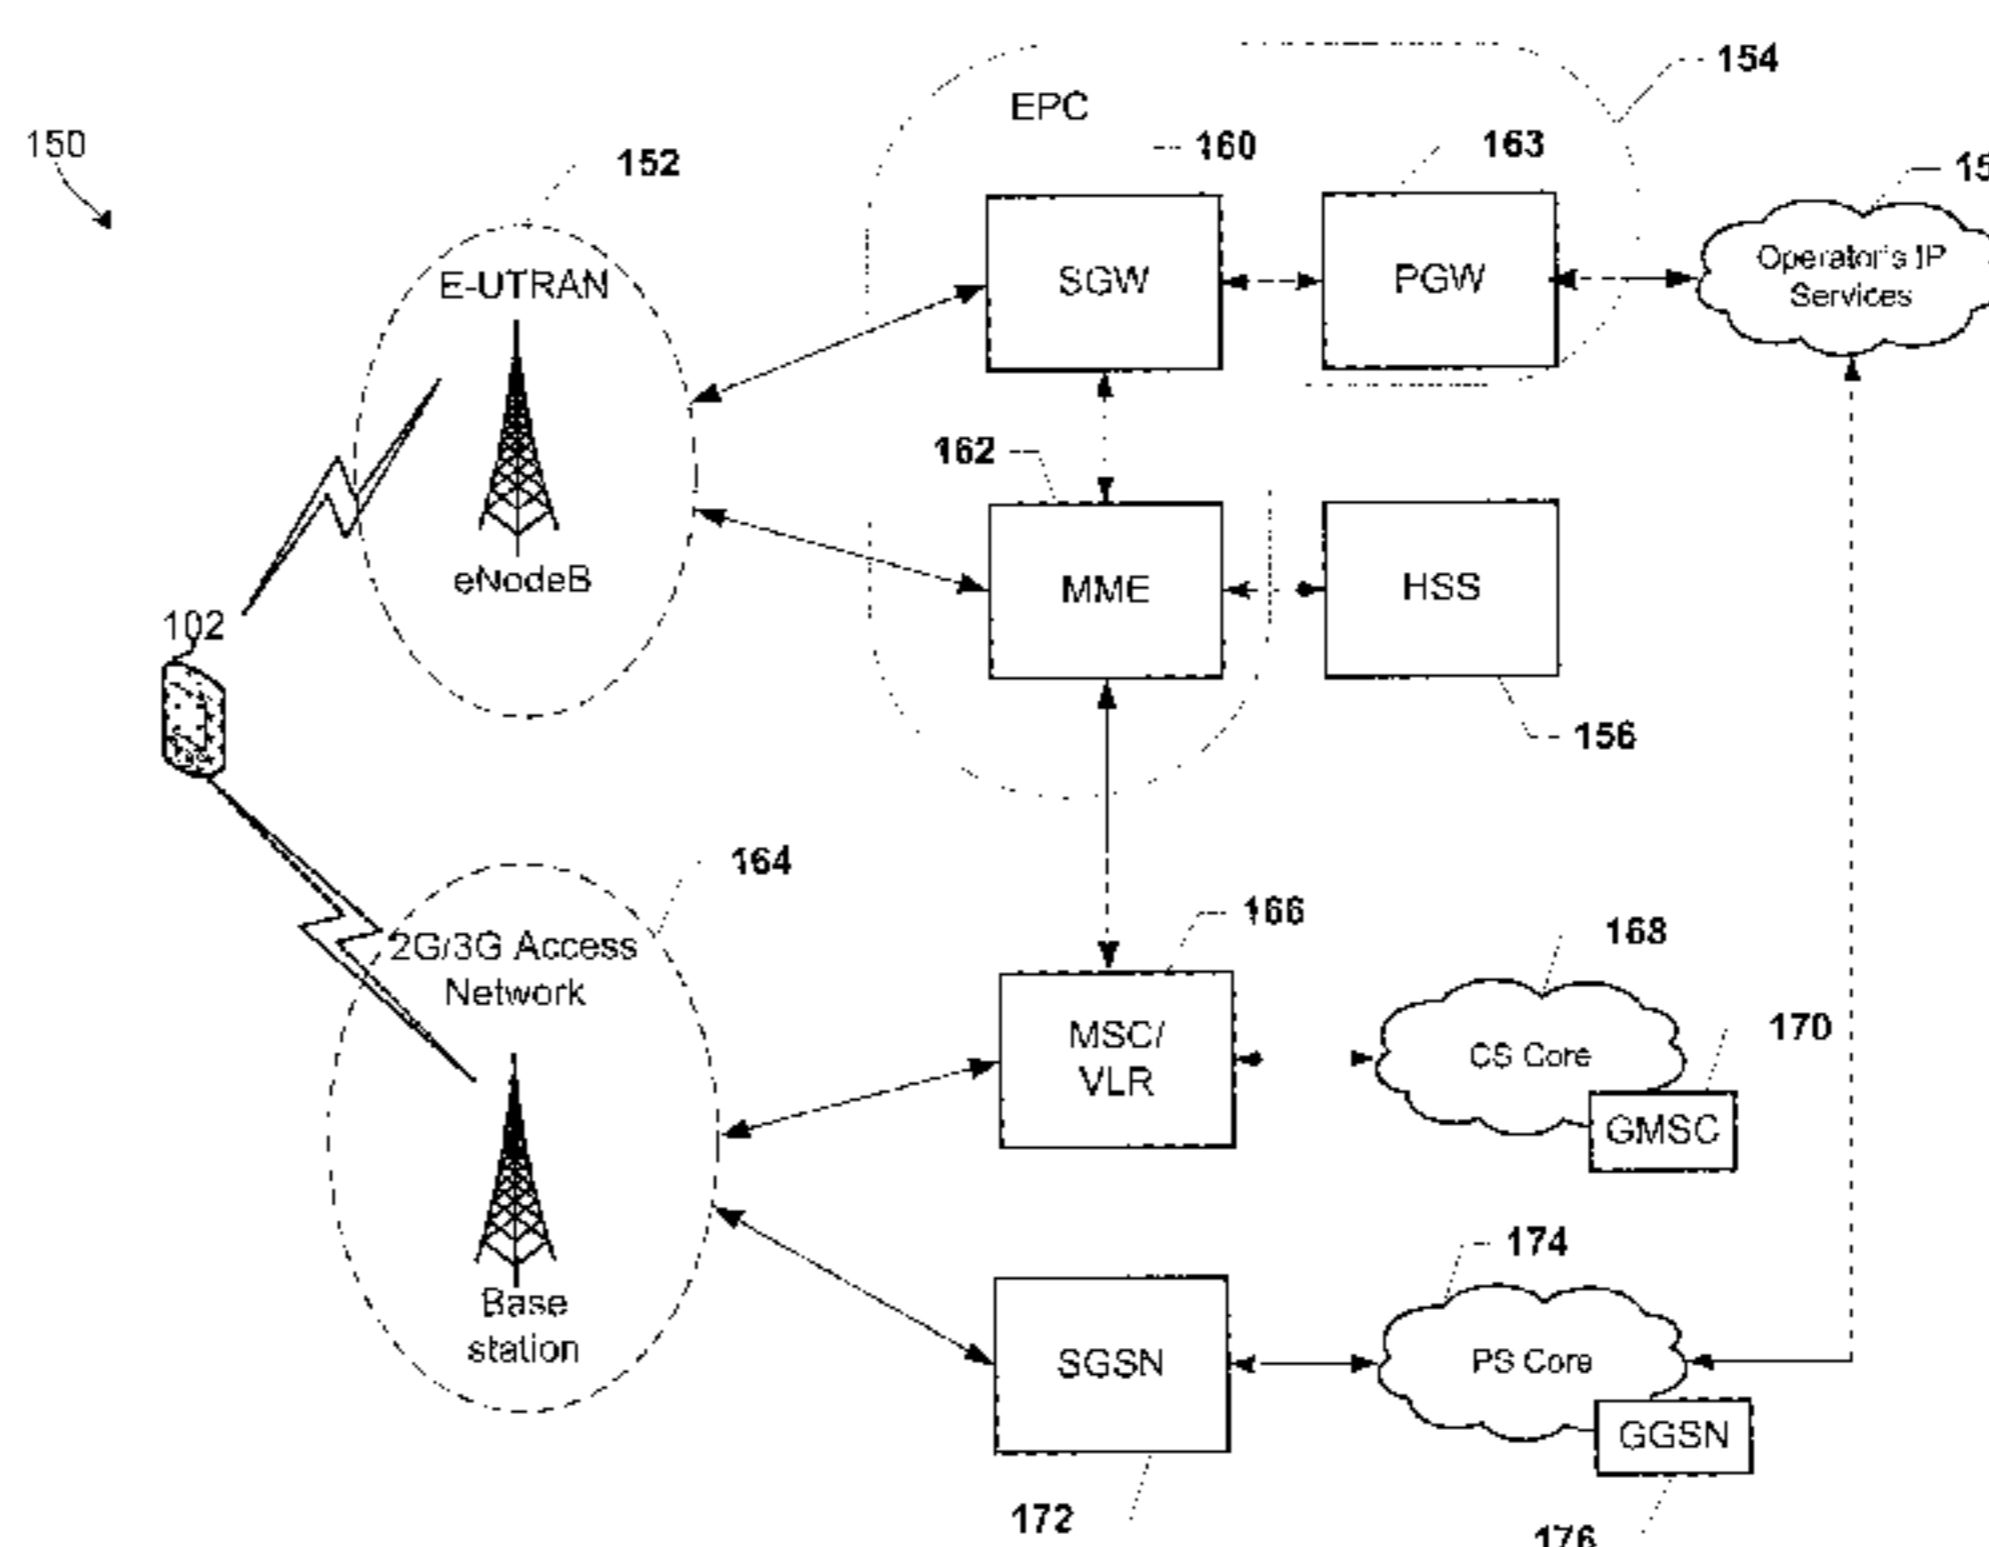 154
EPC
150
160
163
152
Operator's IP
Services
E-UTRAN
SGW
PGW
162
eNodeB
MME
HSS
102
156
164
166
168
2G/3G Access
Network
170
MSC/
VLR
CS Core
GMSC
174
Base
station
SGSN
PS Core
GGSN
172
176